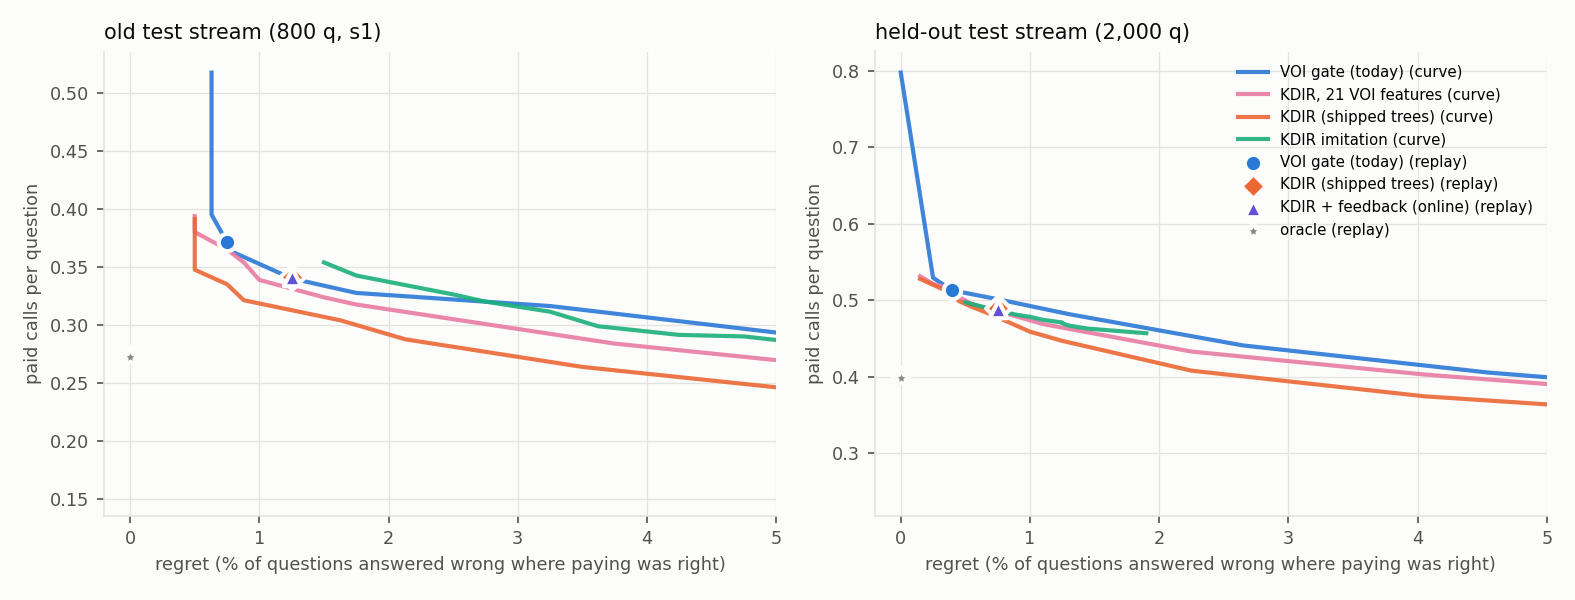 old test stream (800 q, s1)
paid calls per question
0.50
0.45
0.40
0.35
0.30
0.25
0.20
0.15
0 1 2 3 4 5
regret (% of questions answered wrong where paying was right)
held-out test stream (2,000 q)
paid calls per question
0.8
0.7
0.6
0.5
0.4
0.3
VOI gate (today) (curve)
KDIR, 21 VOI features (curve)
KDIR (shipped trees) (curve)
KDIR imitation (curve)
VOI gate (today) (replay)
KDIR (shipped trees) (replay)
KDIR + feedback (online) (replay)
oracle (replay)
0 1 2 3 4 5
regret (% of questions answered wrong where paying was right)